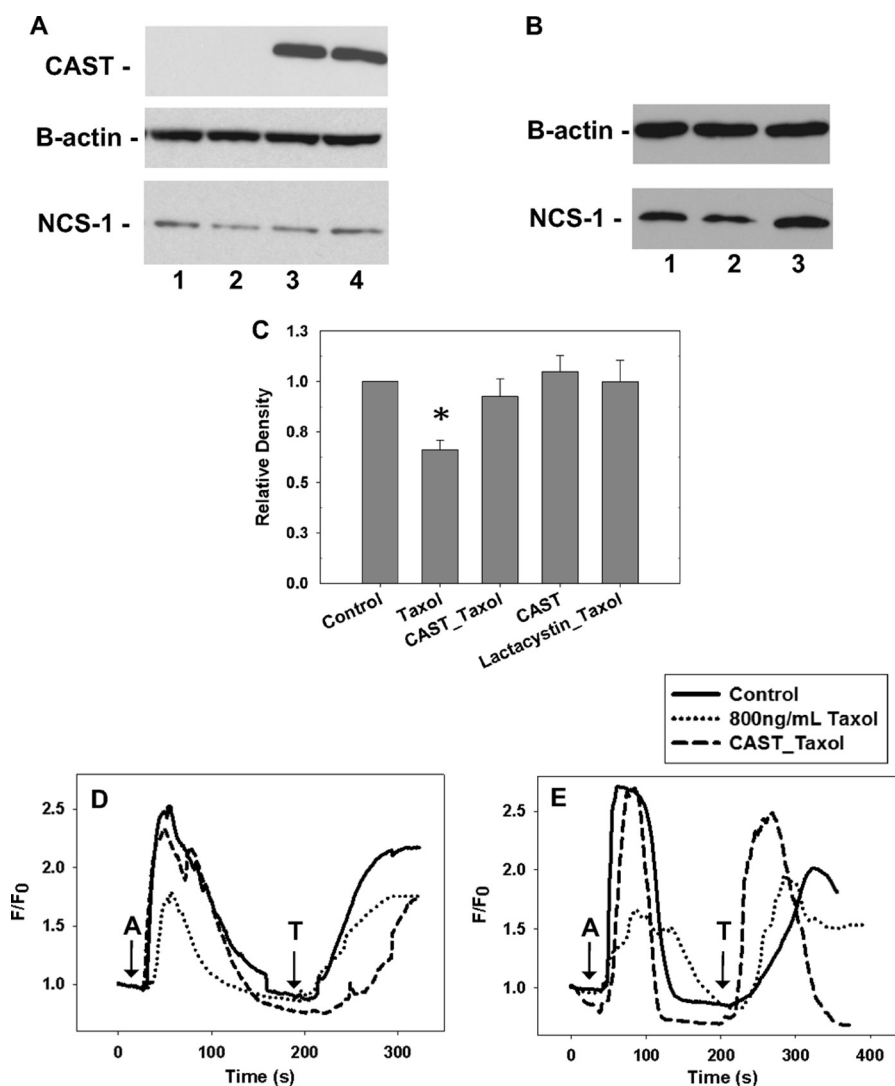 A
CAST -
B-actin -
NCS-1 -
1 2 3 4
B
B-actin -
NCS-1 -
1 2 3
C
Relative Density
1.3
1.0
0.8
0.5
0.3
0.0
*
Control
Taxol
CAST_Taxol
CAST
Lactacystin_Taxol
Control
800ng/mL Taxol
CAST_Taxol
D
F/F0
2.5
2.0
1.5
1.0
A
T
0 100 200 300
Time (s)
E
F/F0
2.5
2.0
1.5
1.0
A
T
0 100 200 300 400
Time (s)